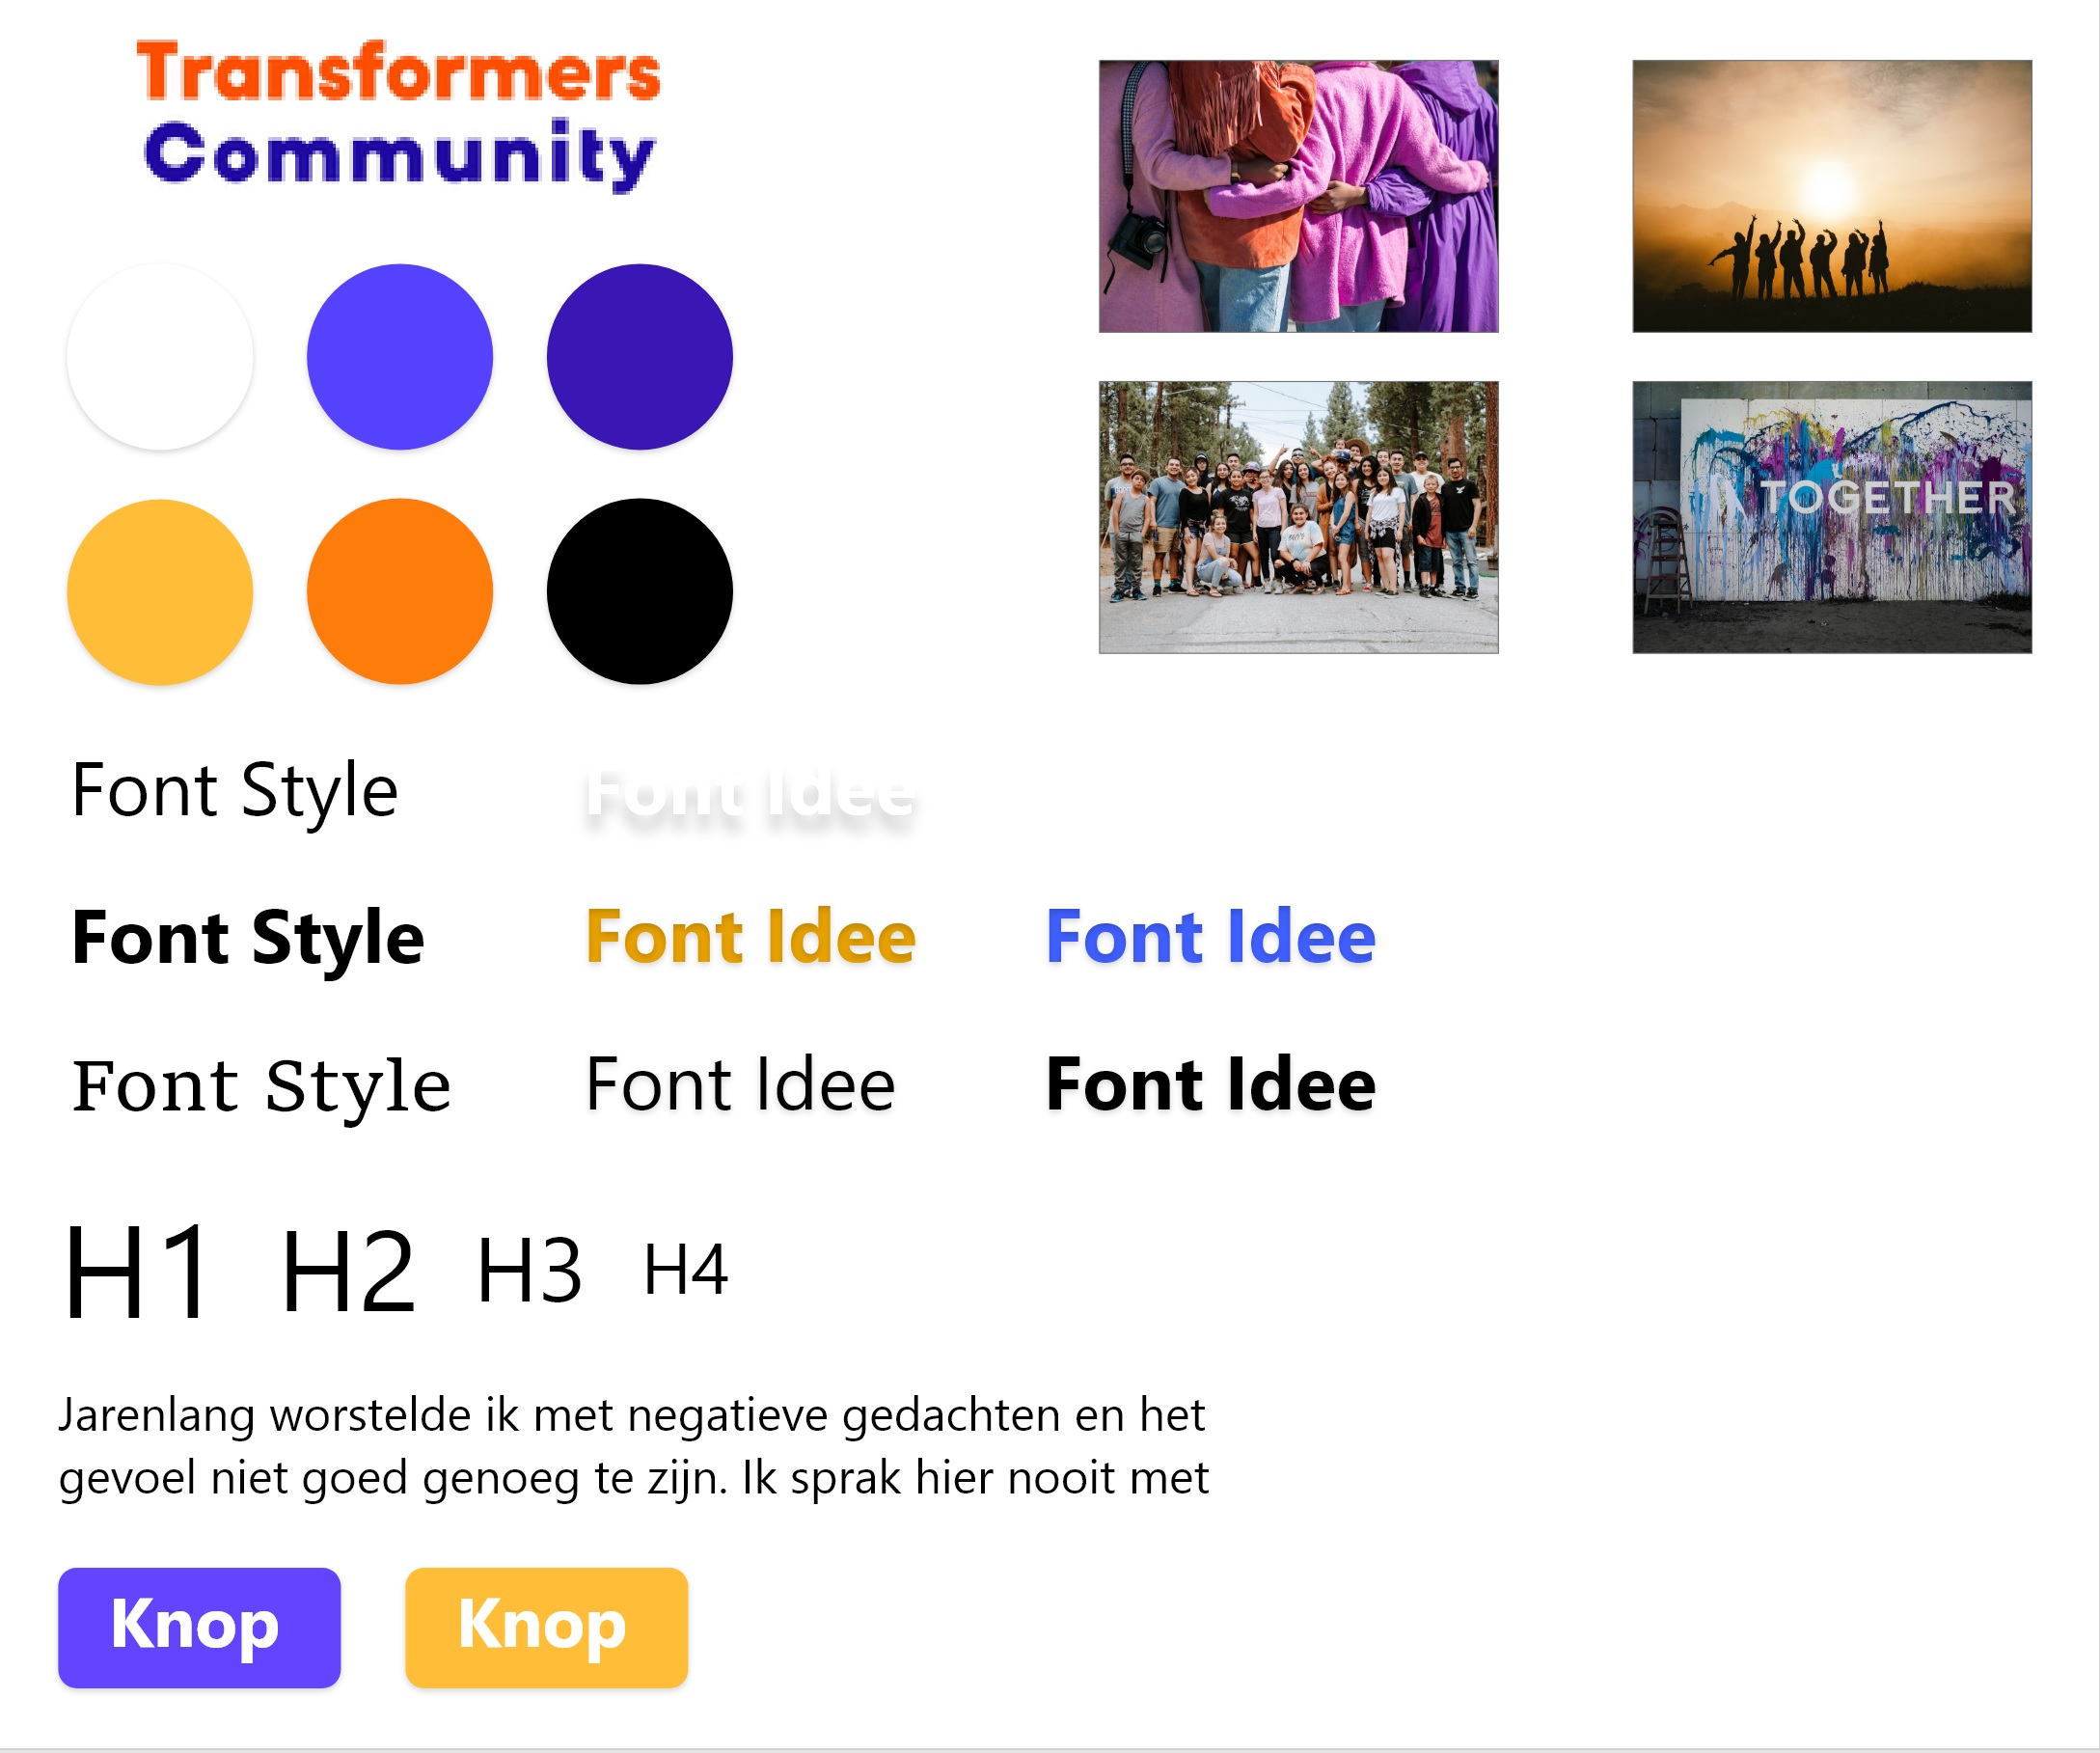 Transformers
Community
TOGETHER
Font Style
Font Idee
Font Style
Font Idee
Font Idee
Font Style
Font Idee
Font Idee
H1 H2 H3 H4
Jarenlang worstelde ik met negatieve gedachten en het
gevoel niet goed genoeg te zijn. Ik sprak hier nooit met
Knop
Knop